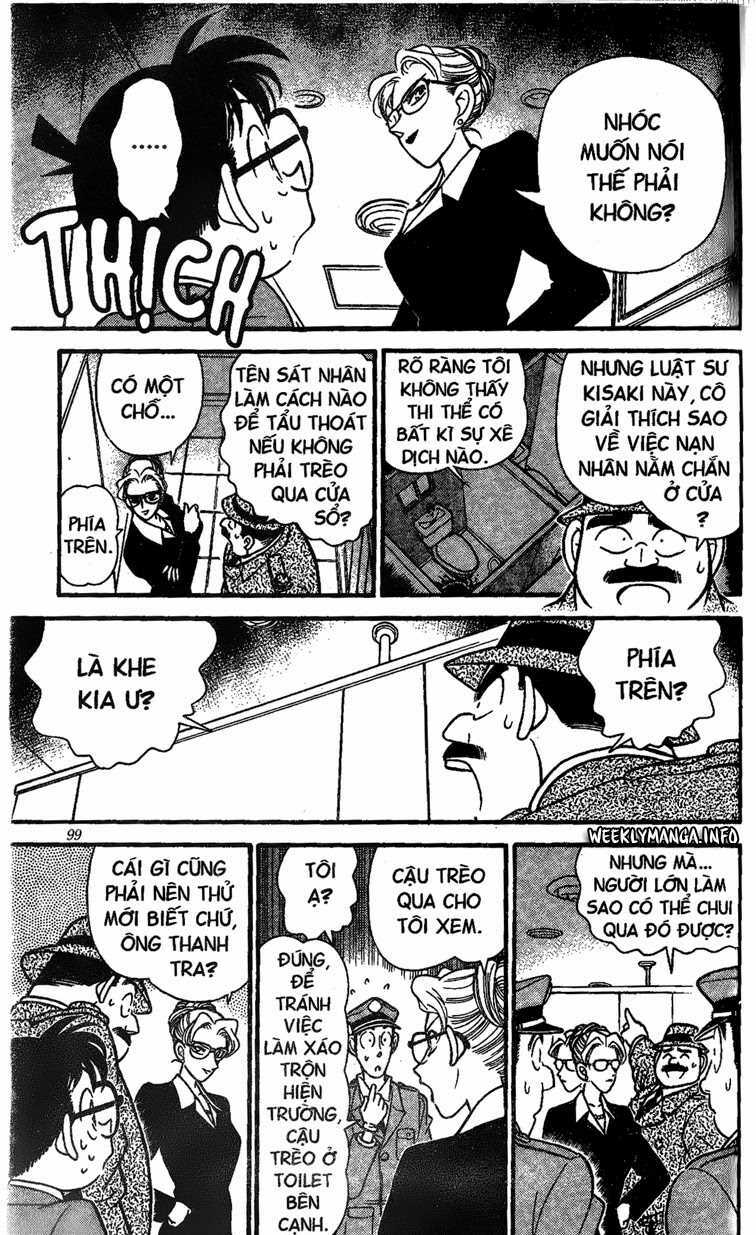 NHÓC
MUỐN NÓI
THẾ PHẢI
KHÔNG?
......
THỊCH
NHƯNG LUẬT SƯ
KISAKI NÀY, CÔ
GIẢI THÍCH SAO
VỀ VIỆC NẠN
NHÂN NẰM CHẮN
Ở CỬA
?
RÕ RÀNG TÔI
KHÔNG THẤY
THI THỂ CÓ
BẤT KÌ SỰ XÊ
DỊCH NÀO.
TÊN SÁT NHÂN
LÀM CÁCH NÀO
ĐỂ TẨU THOÁT
NẾU KHÔNG
PHẢI TRÈO
QUA CỬA
SỔ?
CÓ MỘT
CHỖ...
PHÍA
TRÊN.
PHÍA
TRÊN?
LÀ KHE
KIA Ư?
99
WEEKLYMANGA.INFO
NHƯNG MÀ...
NGƯỜI LỚN LÀM
SAO CÓ THỂ CHUI
QUA ĐÓ ĐƯỢC?
CẬU TRÈO
QUA CHO
TÔI XEM.
TÔI
Ạ?
ĐỨNG,
ĐỂ
TRÁNH
VIỆC
LÀM XÁO
TRỘN
HIỆN
TRƯỜNG,
CẬU
TRÈO Ở
TOILET
BÊN
CẠNH.
CÁI GÌ CŨNG
PHẢI NÊN THỬ
MỚI BIẾT CHỨ,
ÔNG THANH
TRA?